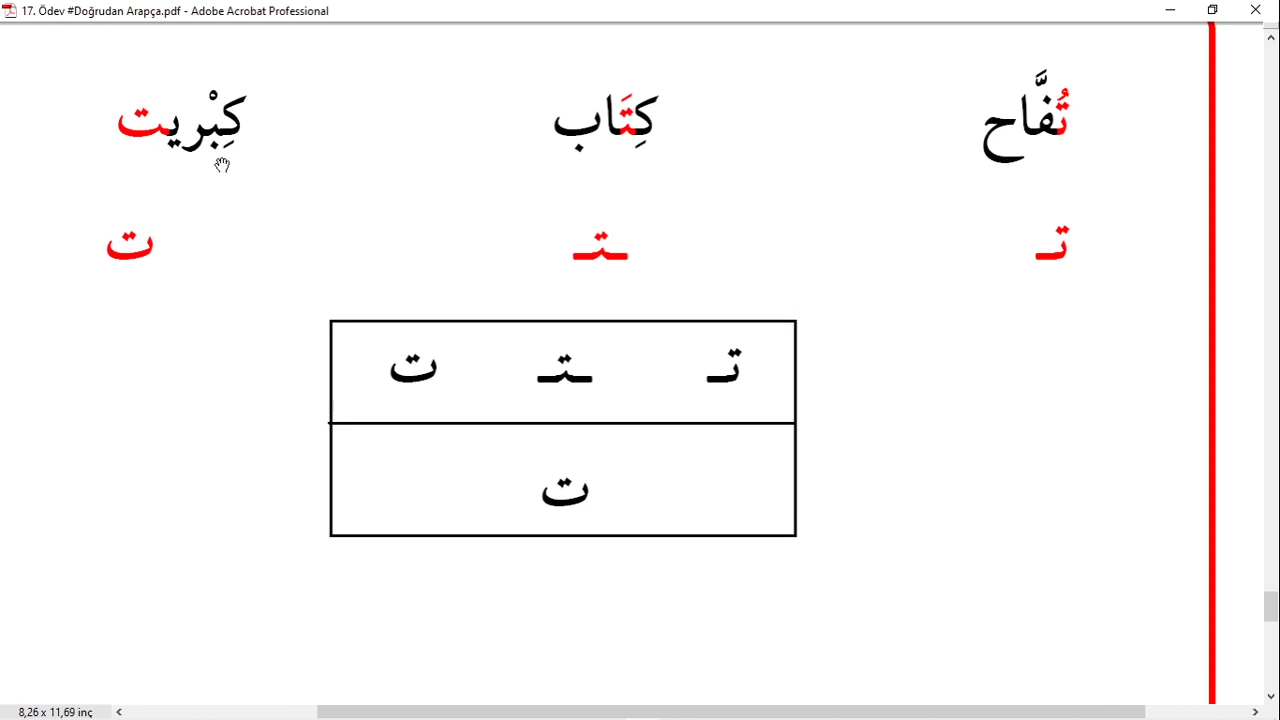 17. Ödev #Doğrudan Arapça.pdf - Adobe Acrobat Professional
تُفَّاح كِتَاب كِبْريت
تـ ـتـ ت
تـ ـتـ ت
ت
8,26 x 11,69 inç